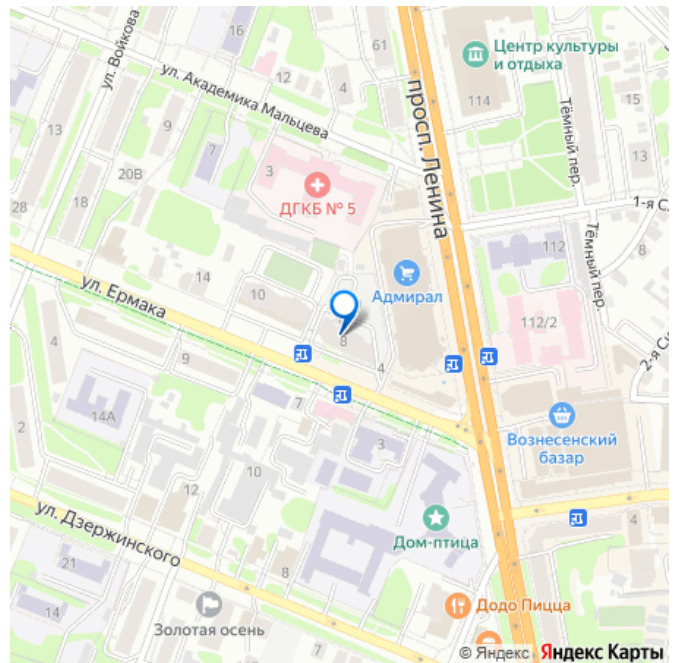 16
61
Центр культуры
и отдыха
ул. Войкова
12
4
114
15
Тёмный пер.
ул. Академика Мальцева
просп. Ленина
13
9
7
3
20В
ДГКБ № 5
13
18
28
1-я С
112
8
Тёмный пер.
Адмирал
14
10
ул. Ермака
112/2
8
2-я Си
4
9
4
14А
7
3
Вознесенский
базар
2
10
12
4
ул. Дзержинского
Дом-птица
21
8
14
Додо Пицца
Золотая осень
© Яндекс Яндекс Карты